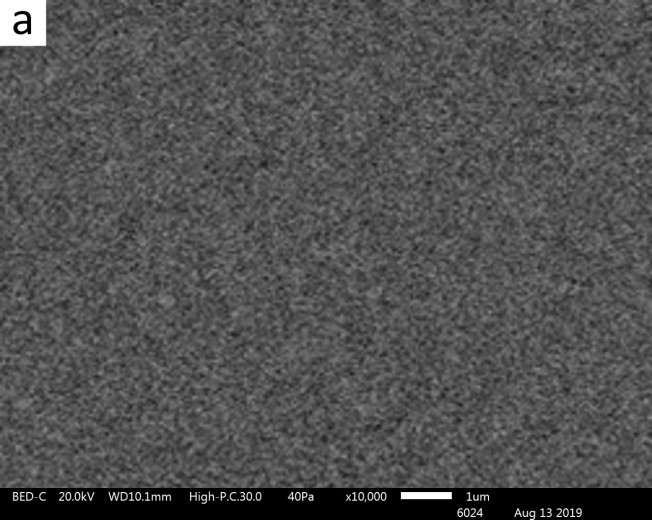 a
BED-C 20.0kV WD10.1mm High-P.C.30.0 40Pa x10,000 1um
6024 Aug 13 2019